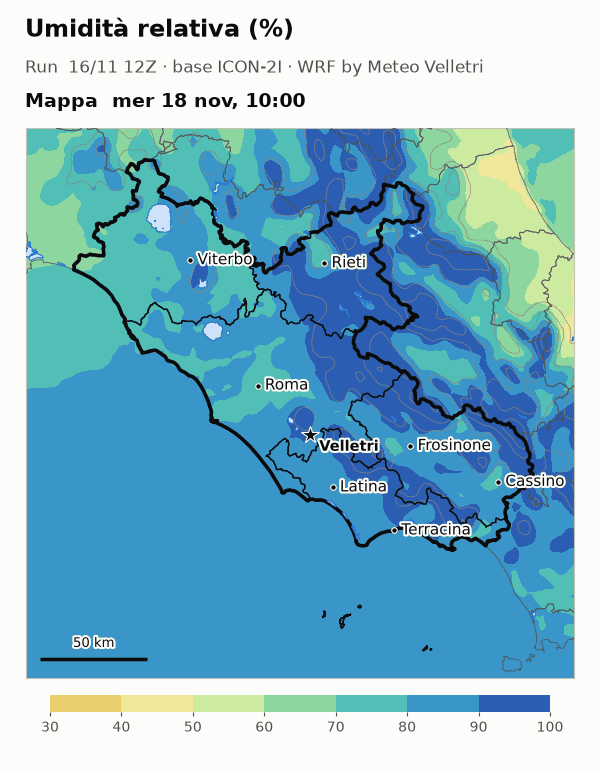 Umidità relativa (%)
Run  16/11 12Z · base ICON-2I · WRF by Meteo Velletri
Mappa  mer 18 nov, 10:00
Viterbo
Rieti
Roma
Velletri
Frosinone
Cassino
Latina
Terracina
50 km
30 40 50 60 70 80 90 100